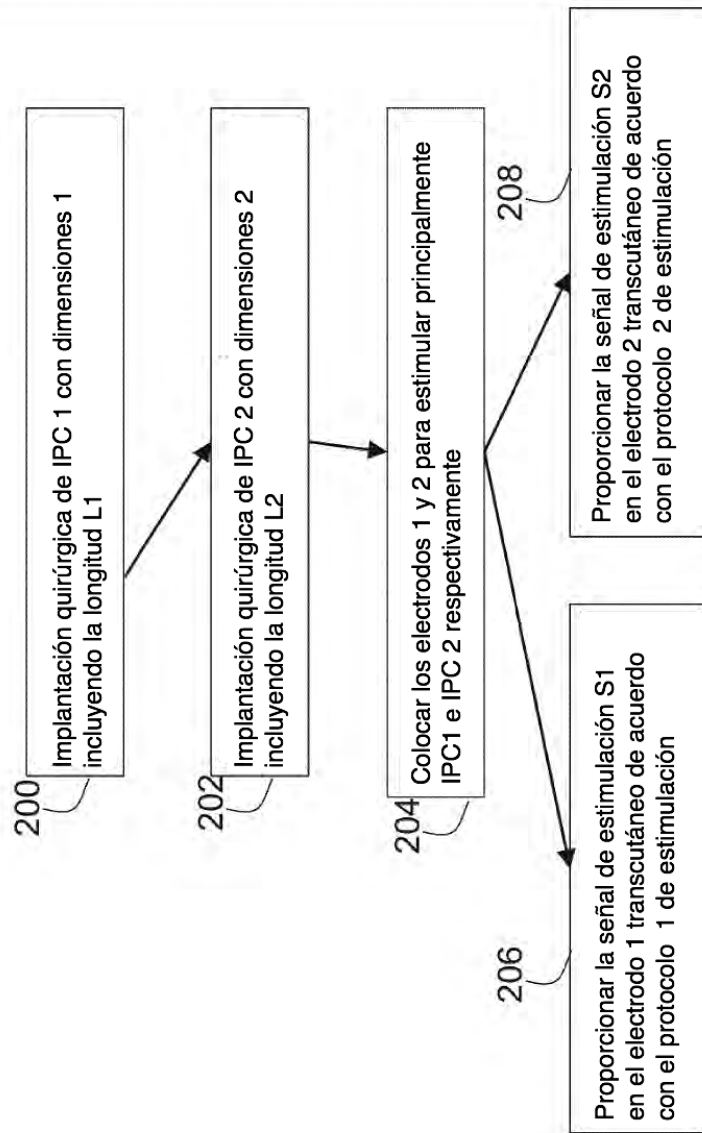 200
Implantación quirúrgica de IPC 1 con dimensiones 1
incluyendo la longitud L1
202
Implantación quirúrgica de IPC 2 con dimensiones 2
incluyendo la longitud L2
204
Colocar los electrodos 1 y 2 para estimular principalmente
IPC1 e IPC 2 respectivamente
206
Proporcionar la señal de estimulación S1
en el electrodo 1 transcutáneo de acuerdo
con el protocolo 1 de estimulación
208
Proporcionar la señal de estimulación S2
en el electrodo 2 transcutáneo de acuerdo
con el protocolo 2 de estimulación